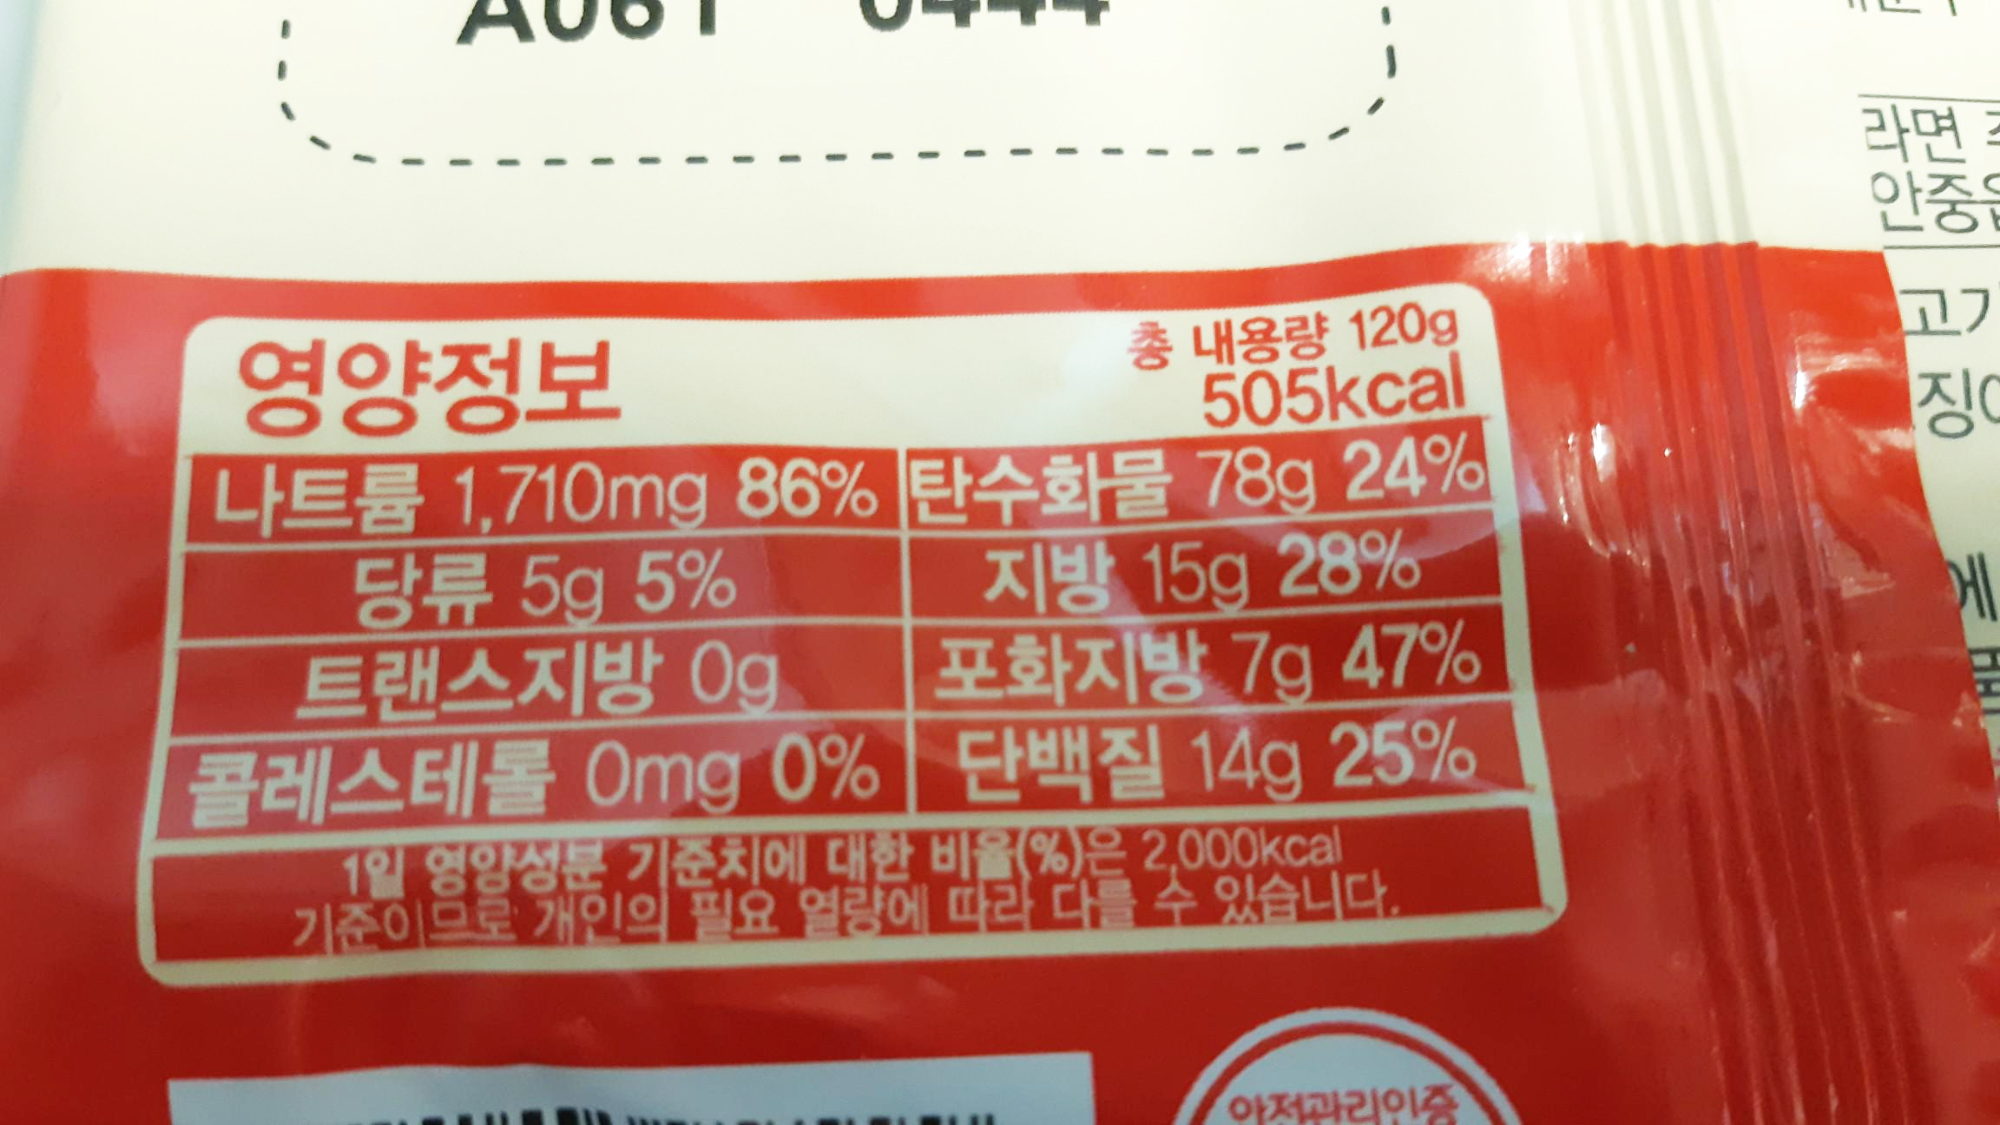 A061 0444
영양정보
총 내용량 120g
505kcal
나트륨 1,710mg 86% 탄수화물 78g 24%
당류 5g 5% 지방 15g 28%
트랜스지방 0g 포화지방 7g 47%
콜레스테롤 0mg 0% 단백질 14g 25%
1일 영양성분 기준치에 대한 비율(%)은 2,000kcal
기준이므로 개인의 필요 열량에 따라 다를 수 있습니다.
안전관리인증
라면
안중읍
고기
징어
에